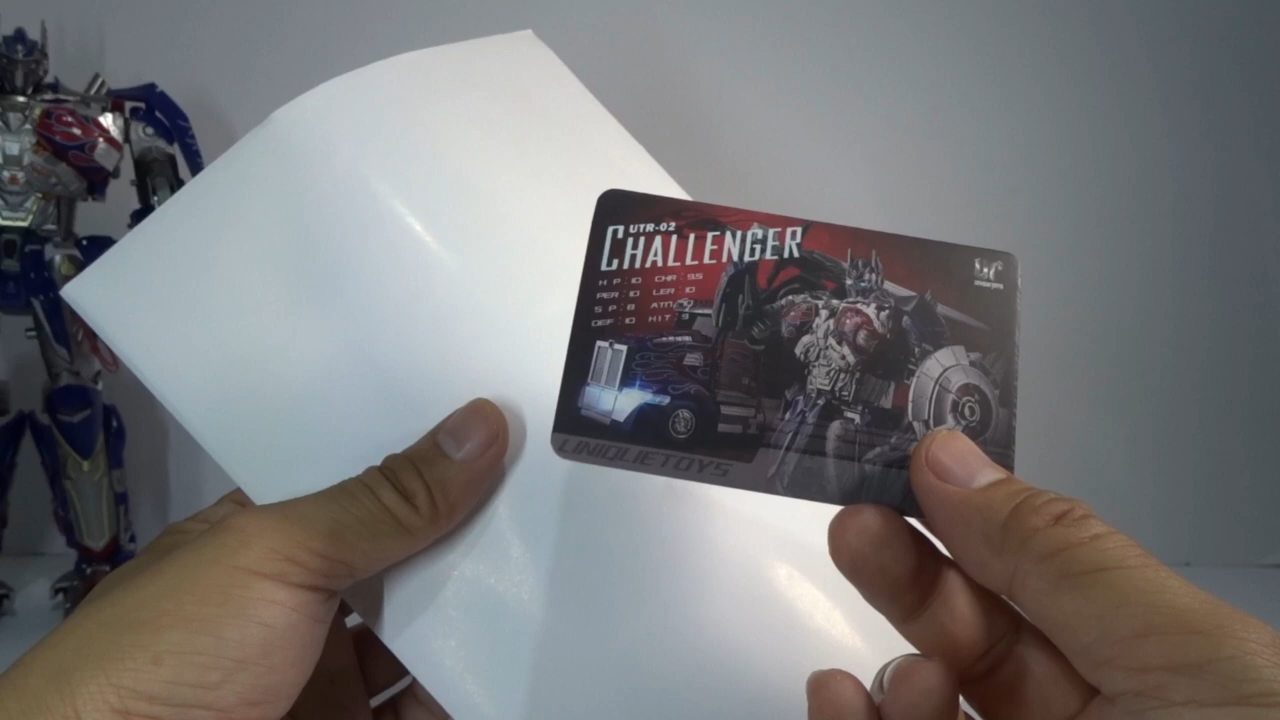 UTR-02
CHALLENGER
HP:10 CHR:9.5
PER:10 LER:10
SP:8
DEF:10 HIT:9
UNIQUETOYS